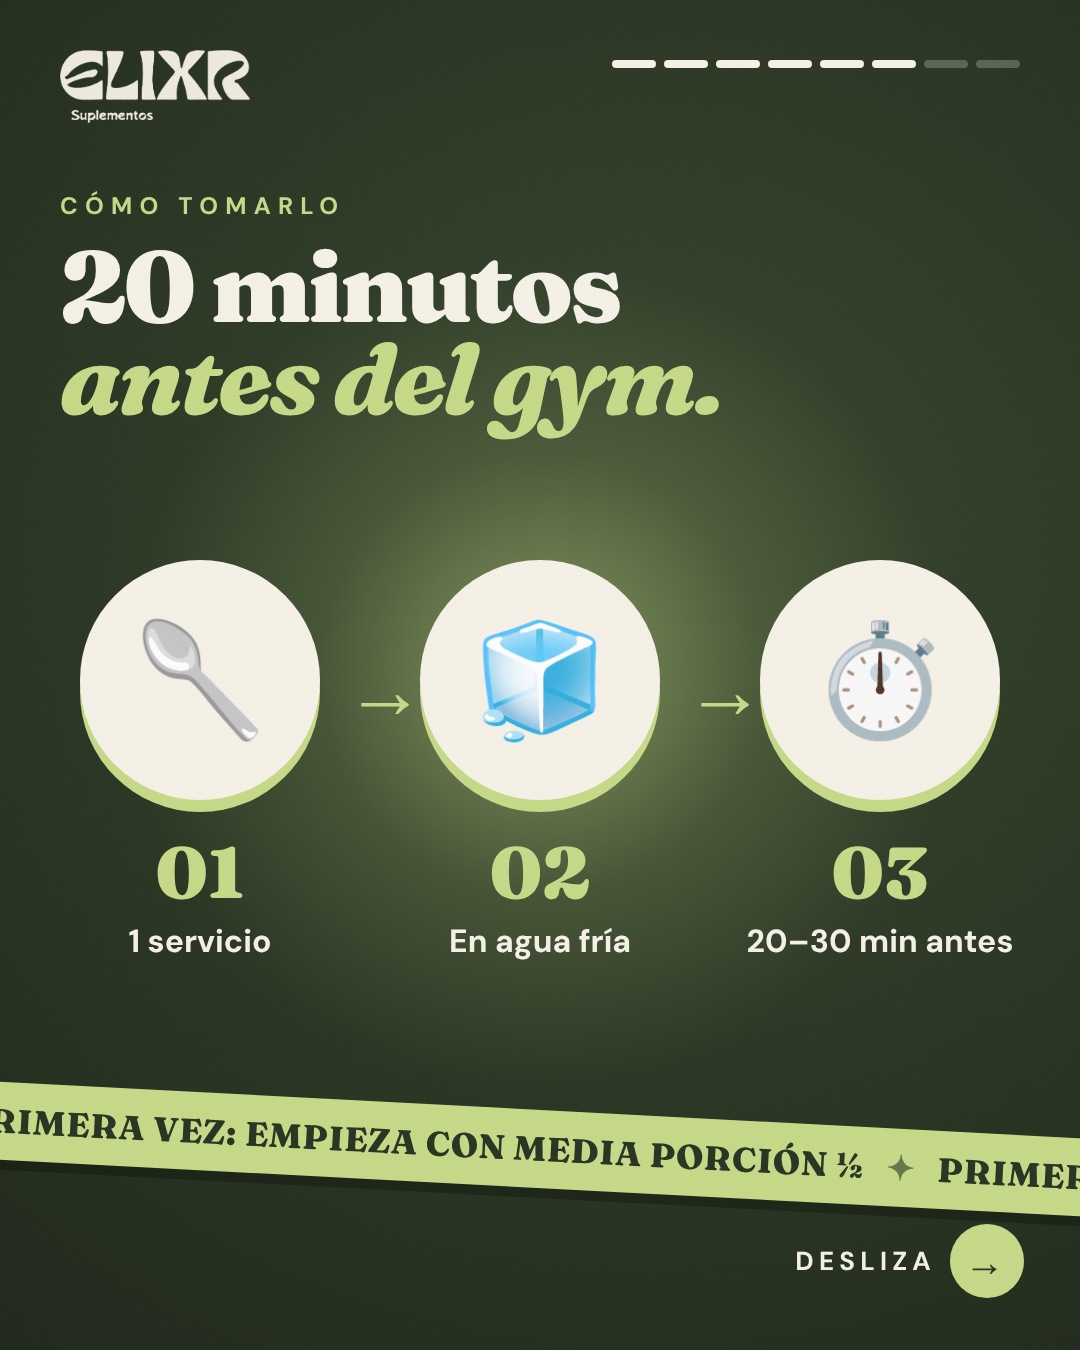 ELIXR
Suplementos
CÓMO TOMARLO
20 minutos
antes del gym.
→ →
01 02 03
1 servicio En agua fría 20–30 min antes
RIMERA VEZ: EMPIEZA CON MEDIA PORCIÓN ½ ✦ PRIMER
DESLIZA →